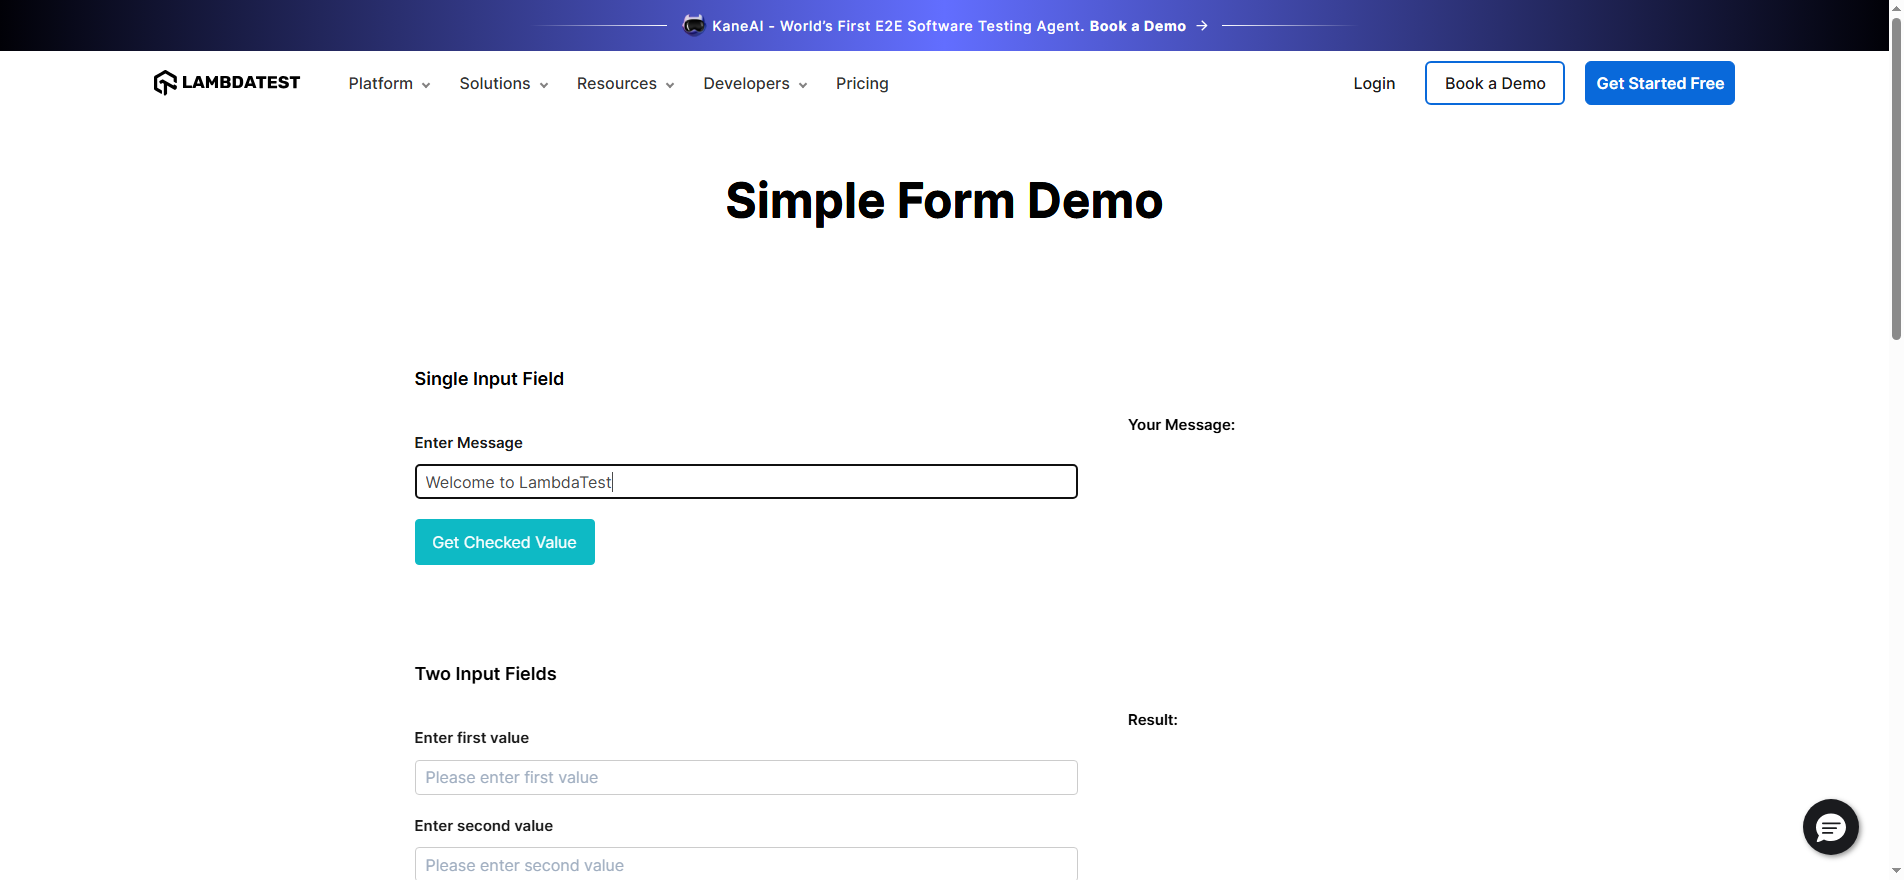 KaneAI - World's First E2E Software Testing Agent. Book a Demo →
LAMBDATEST Platform Solutions Resources Developers Pricing Login Book a Demo Get Started Free
Simple Form Demo
Single Input Field
Your Message:
Enter Message
Welcome to LambdaTest
Get Checked Value
Two Input Fields
Result:
Enter first value
Please enter first value
Enter second value
Please enter second value